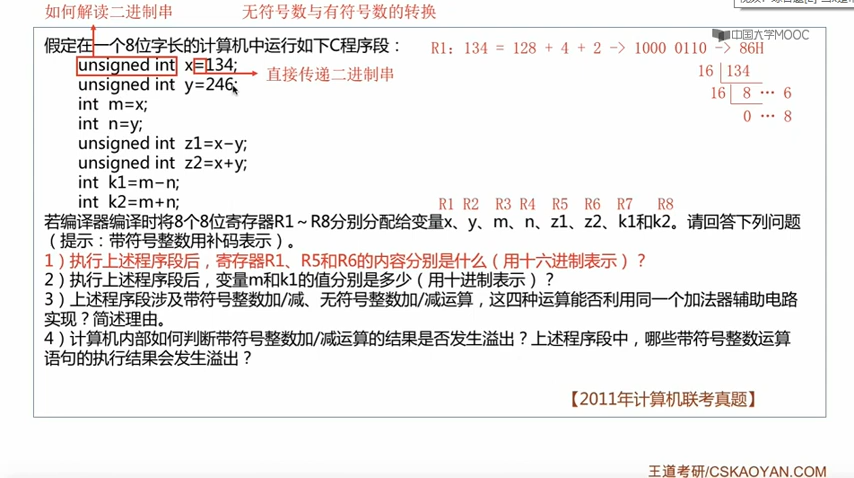 如何解读二进制串
无符号数与有符号数的转换
中国大学MOOC
假定在一个8位字长的计算机中运行如下C程序段：
R1: 134 = 128 + 4 + 2 -> 1000 0110 -> 86H
unsigned int x=134;
直接传递二进制串
16 134
unsigned int y=246;
16 8 … 6
int m=x;
0 … 8
int n=y;
unsigned int z1=x-y;
unsigned int z2=x+y;
int k1=m-n;
int k2=m+n;
R1 R2 R3 R4 R5 R6 R7 R8
若编译器编译时将8个8位寄存器R1～R8分别分配给变量x、y、m、n、z1、z2、k1和k2。请回答下列问题
（提示：带符号整数用补码表示）。
1）执行上述程序段后，寄存器R1、R5和R6的内容分别是什么（用十六进制表示）？
2）执行上述程序段后，变量m和k1的值分别是多少（用十进制表示）？
3）上述程序段涉及带符号整数加/减、无符号整数加/减运算，这四种运算能否利用同一个加法器辅助电路
实现？简述理由。
4）计算机内部如何判断带符号整数加/减运算的结果是否发生溢出？上述程序段中，哪些带符号整数运算
语句的执行结果会发生溢出？
【2011年计算机联考真题】
王道考研/CSKAOYAN.COM